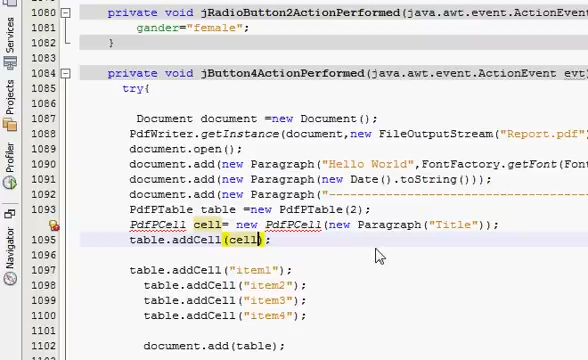 1080 private void jRadioButton2ActionPerformed(java.awt.event.ActionEvent
1081 gander="female";
1082 }
1083
1084 private void jButton4ActionPerformed(java.awt.event.ActionEvent evt)
1085 try{
1086
1087 Document document =new Document();
1088 PdfWriter.getInstance(document,new FileOutputStream("Report.pdf"
1089 document.open();
1090 document.add(new Paragraph("Hello World",FontFactory.getFont(Fon
1091 document.add(new Paragraph(new Date().toString()));
1092 document.add(new Paragraph("--------------------------------
1093 PdfPTable table =new PdfPTable(2);
PdfPCell cell= new PdfPCell(new Paragraph("Title"));
1095 table.addCell(cell);
1096
1097 table.addCell("item1");
1098 table.addCell("item2");
1099 table.addCell("item3");
1100 table.addCell("item4");
1101
1102 document.add(table);
Services
Projects
Profiler
Navigator